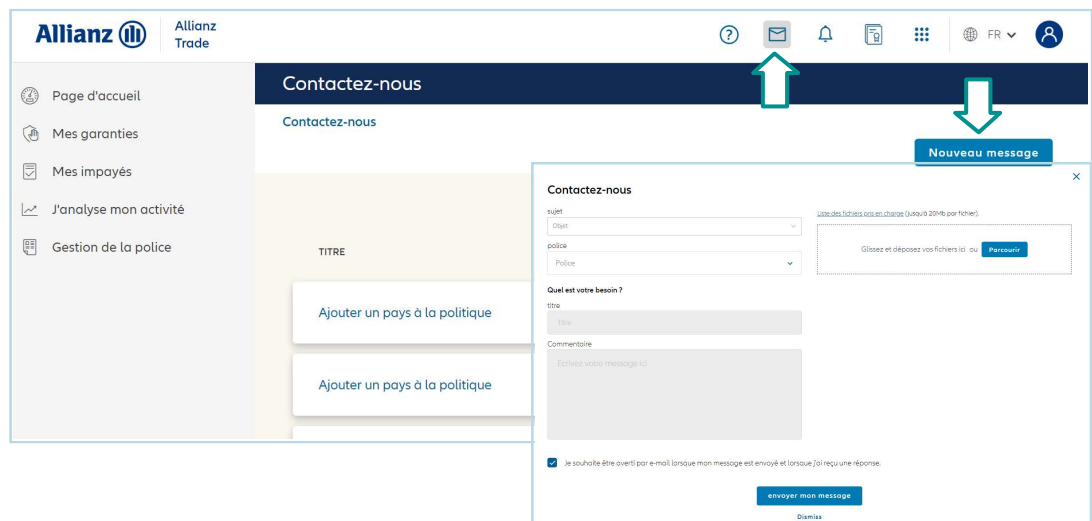 Allianz
Allianz
Trade
FR
Page d'accueil
Mes garanties
Mes impayés
J'analyse mon activité
Gestion de la police
Contactez-nous
Contactez-nous
Nouveau message
TITRE
Ajouter un pays à la politique
Ajouter un pays à la politique
Contactez-nous
sujet
Objet
police
Police
Quel est votre besoin ?
titre
Titre
Commentaire
Ecrivez votre message ici
Liste des fichiers pris en charge (jusqu'à 20Mb par fichier).
Glissez et déposez vos fichiers ici ou Parcourir
Je souhaite être averti par e-mail lorsque mon message est envoyé et lorsque j'ai reçu une réponse.
envoyer mon message
Dismiss